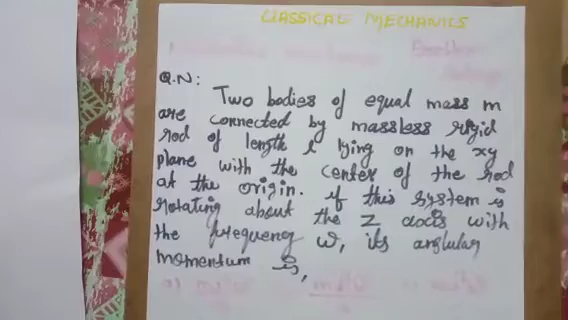 CLASSICAL MECHANICS
Q.N:
Two bodies of equal mass m
are connected by massless rigid
rod of length l lying on the xy
plane with the center of the rod
at the origin. if this system is
rotating about the Z axis with
the frequency ω, its anglular
momentum is,